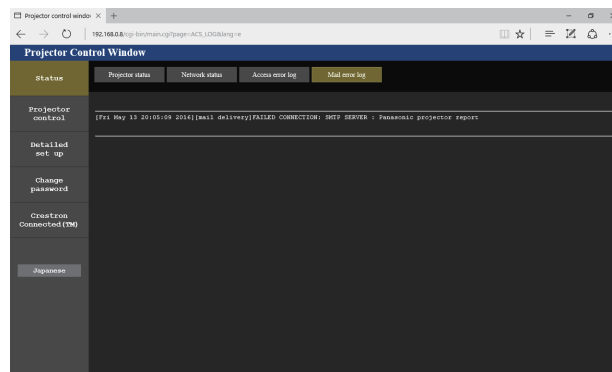 Projector control window
192.168.0.8/cgi-bin/main.cgi?page=ACS_LOG&lang=e
Projector Control Window
Status
Projector status
Network status
Access error log
Mail error log
Projector
control
[Fri May 13 20:05:09 2016][mail delivery]FAILED CONNECTION: SMTP SERVER : Panasonic projector report
Detailed
set up
Change
password
Crestron
Connected(TM)
Japanese